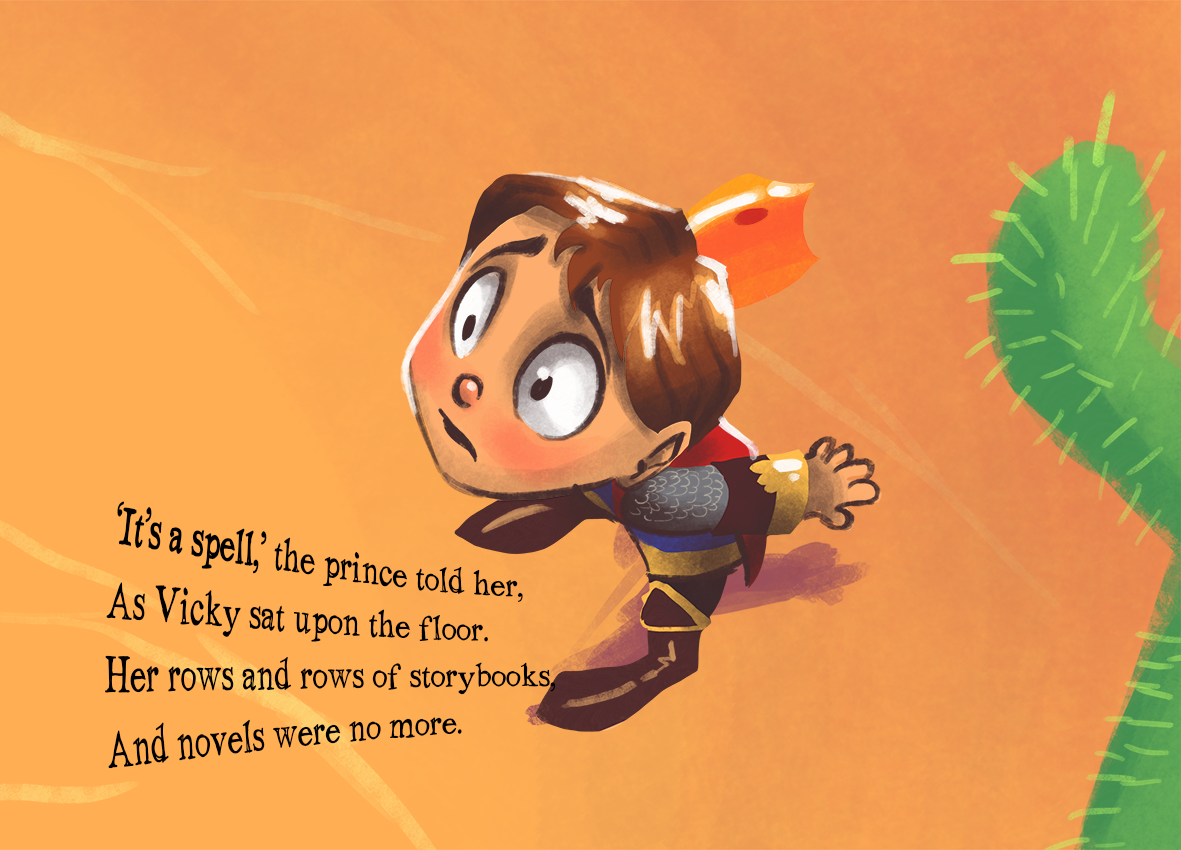 ‘It’s a spell,’ the prince told her,
As Vicky sat upon the floor.
Her rows and rows of storybooks,
And novels were no more.